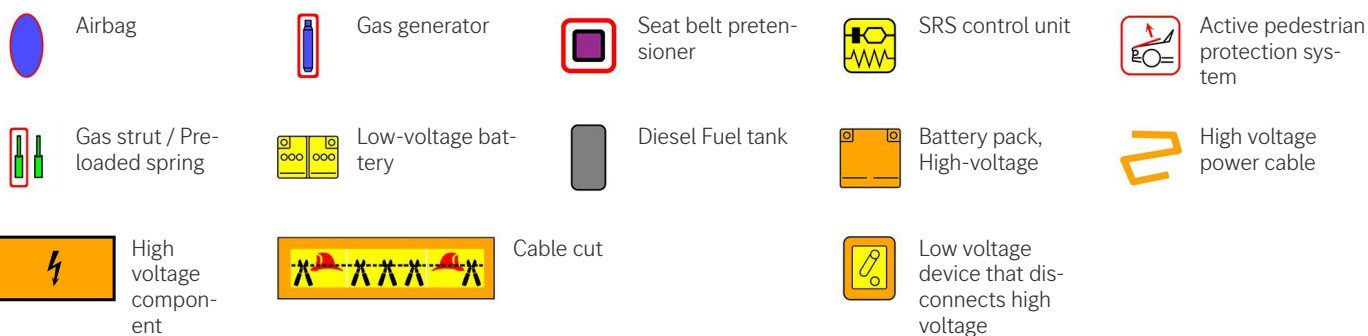 Airbag
Gas generator
Seat belt preten-
sioner
SRS control unit
Active pedestrian
protection sys-
tem
Gas strut / Pre-
loaded spring
Low-voltage bat-
tery
Diesel Fuel tank
Battery pack,
High-voltage
High voltage
power cable
High
voltage
compon-
ent
Cable cut
Low voltage
device that dis-
connects high
voltage